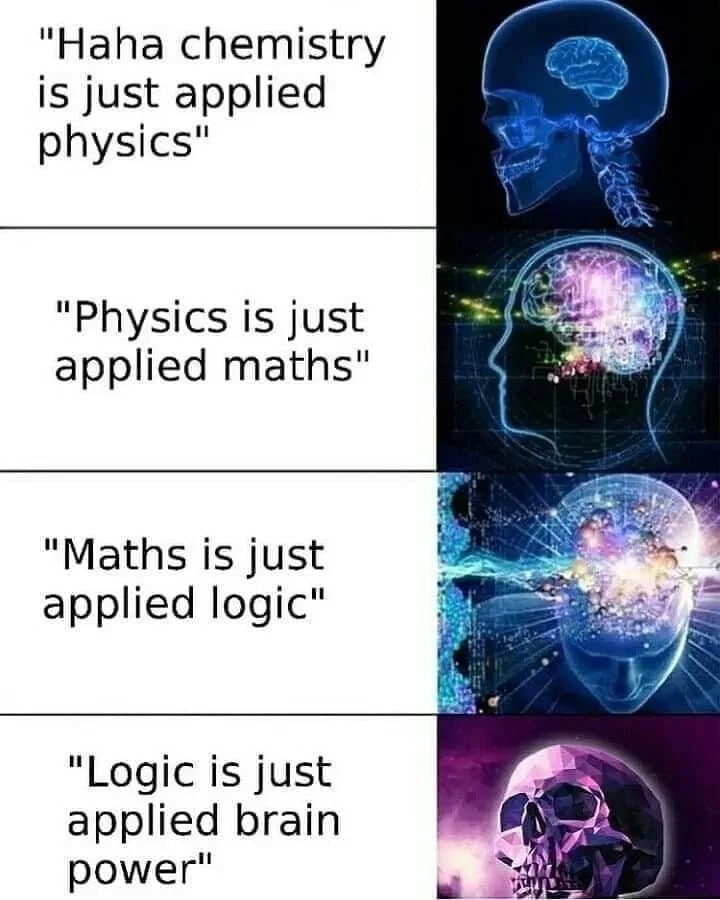 "Haha chemistry
is just applied
physics"
"Physics is just
applied maths"
"Maths is just
applied logic"
"Logic is just
applied brain
power"